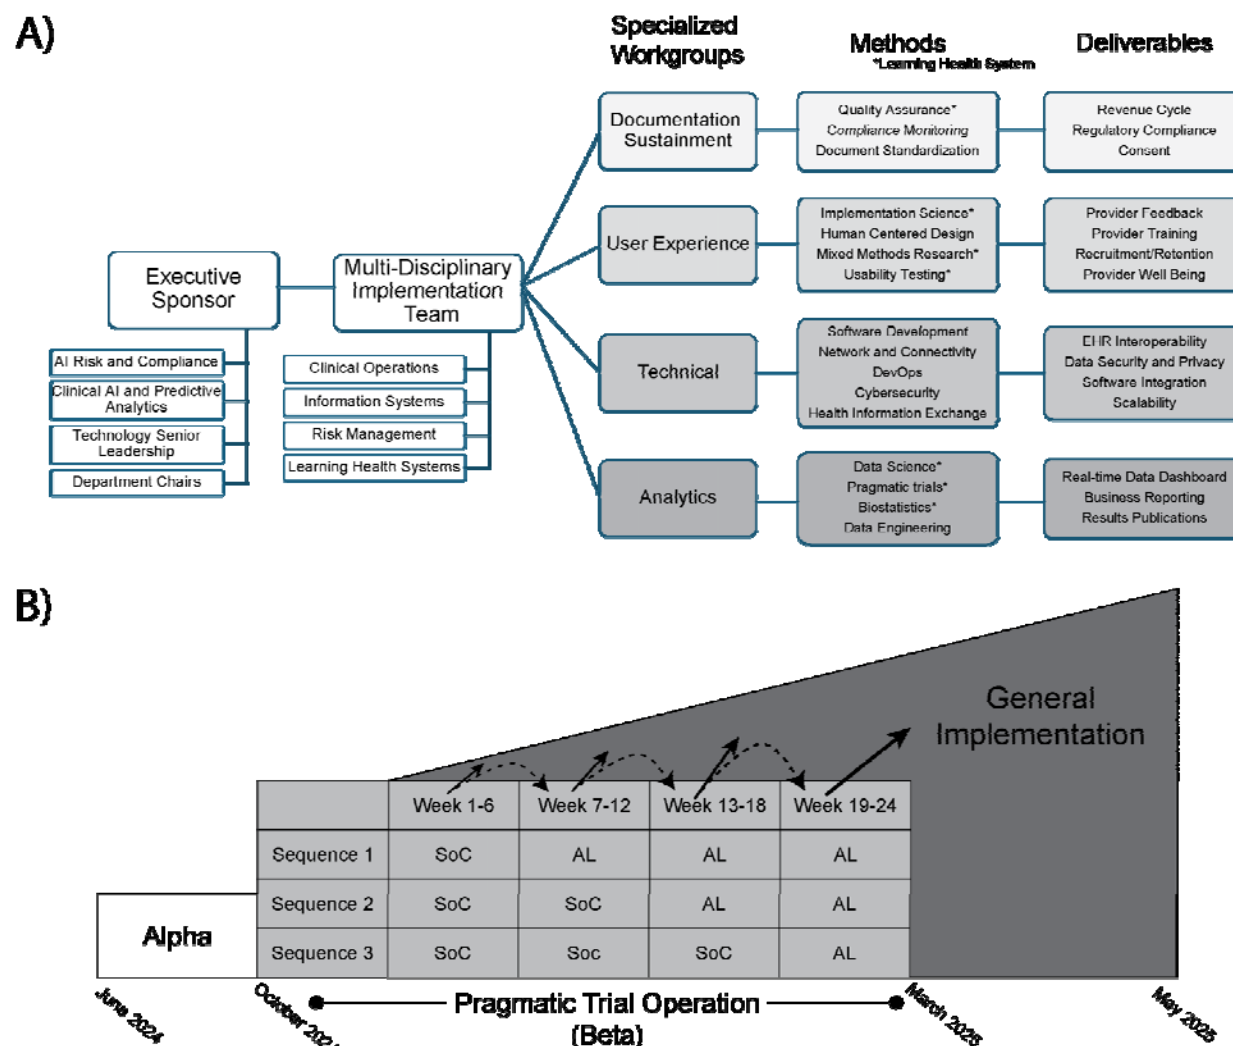 A)
Specialized
Workgroups
Methods
*Learning Health System
Deliverables
Documentation
Sustainment
Quality Assurance*
Compliance Monitoring
Document Standardization
Revenue Cycle
Regulatory Compliance
Consent
User Experience
Implementation Science*
Human Centered Design
Mixed Methods Research*
Usability Testing*
Provider Feedback
Provider Training
Recruitment/Retention
Provider Well Being
Executive
Sponsor
Multi-Disciplinary
Implementation
Team
AI Risk and Compliance
Clinical AI and Predictive
Analytics
Technology Senior
Leadership
Department Chairs
Clinical Operations
Information Systems
Risk Management
Learning Health Systems
Technical
Software Development
Network and Connectivity
DevOps
Cybersecurity
Health Information Exchange
EHR Interoperability
Data Security and Privacy
Software Integration
Scalability
Analytics
Data Science*
Pragmatic trials*
Biostatistics*
Data Engineering
Real-time Data Dashboard
Business Reporting
Results Publications
B)
General
Implementation
Week 1-6 Week 7-12 Week 13-18 Week 19-24
Sequence 1 SoC AL AL AL
Sequence 2 SoC SoC AL AL
Sequence 3 SoC Soc SoC AL
Alpha
June 2024
October 2024
Pragmatic Trial Operation
(Beta)
March 2025
May 2025